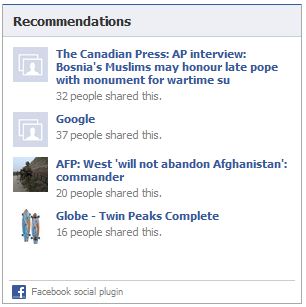 Recommendations
The Canadian Press: AP interview:
Bosnia's Muslims may honour late pope
with monument for wartime su
32 people shared this.
Google
37 people shared this.
AFP: West 'will not abandon Afghanistan':
commander
20 people shared this.
Globe - Twin Peaks Complete
16 people shared this.
Facebook social plugin